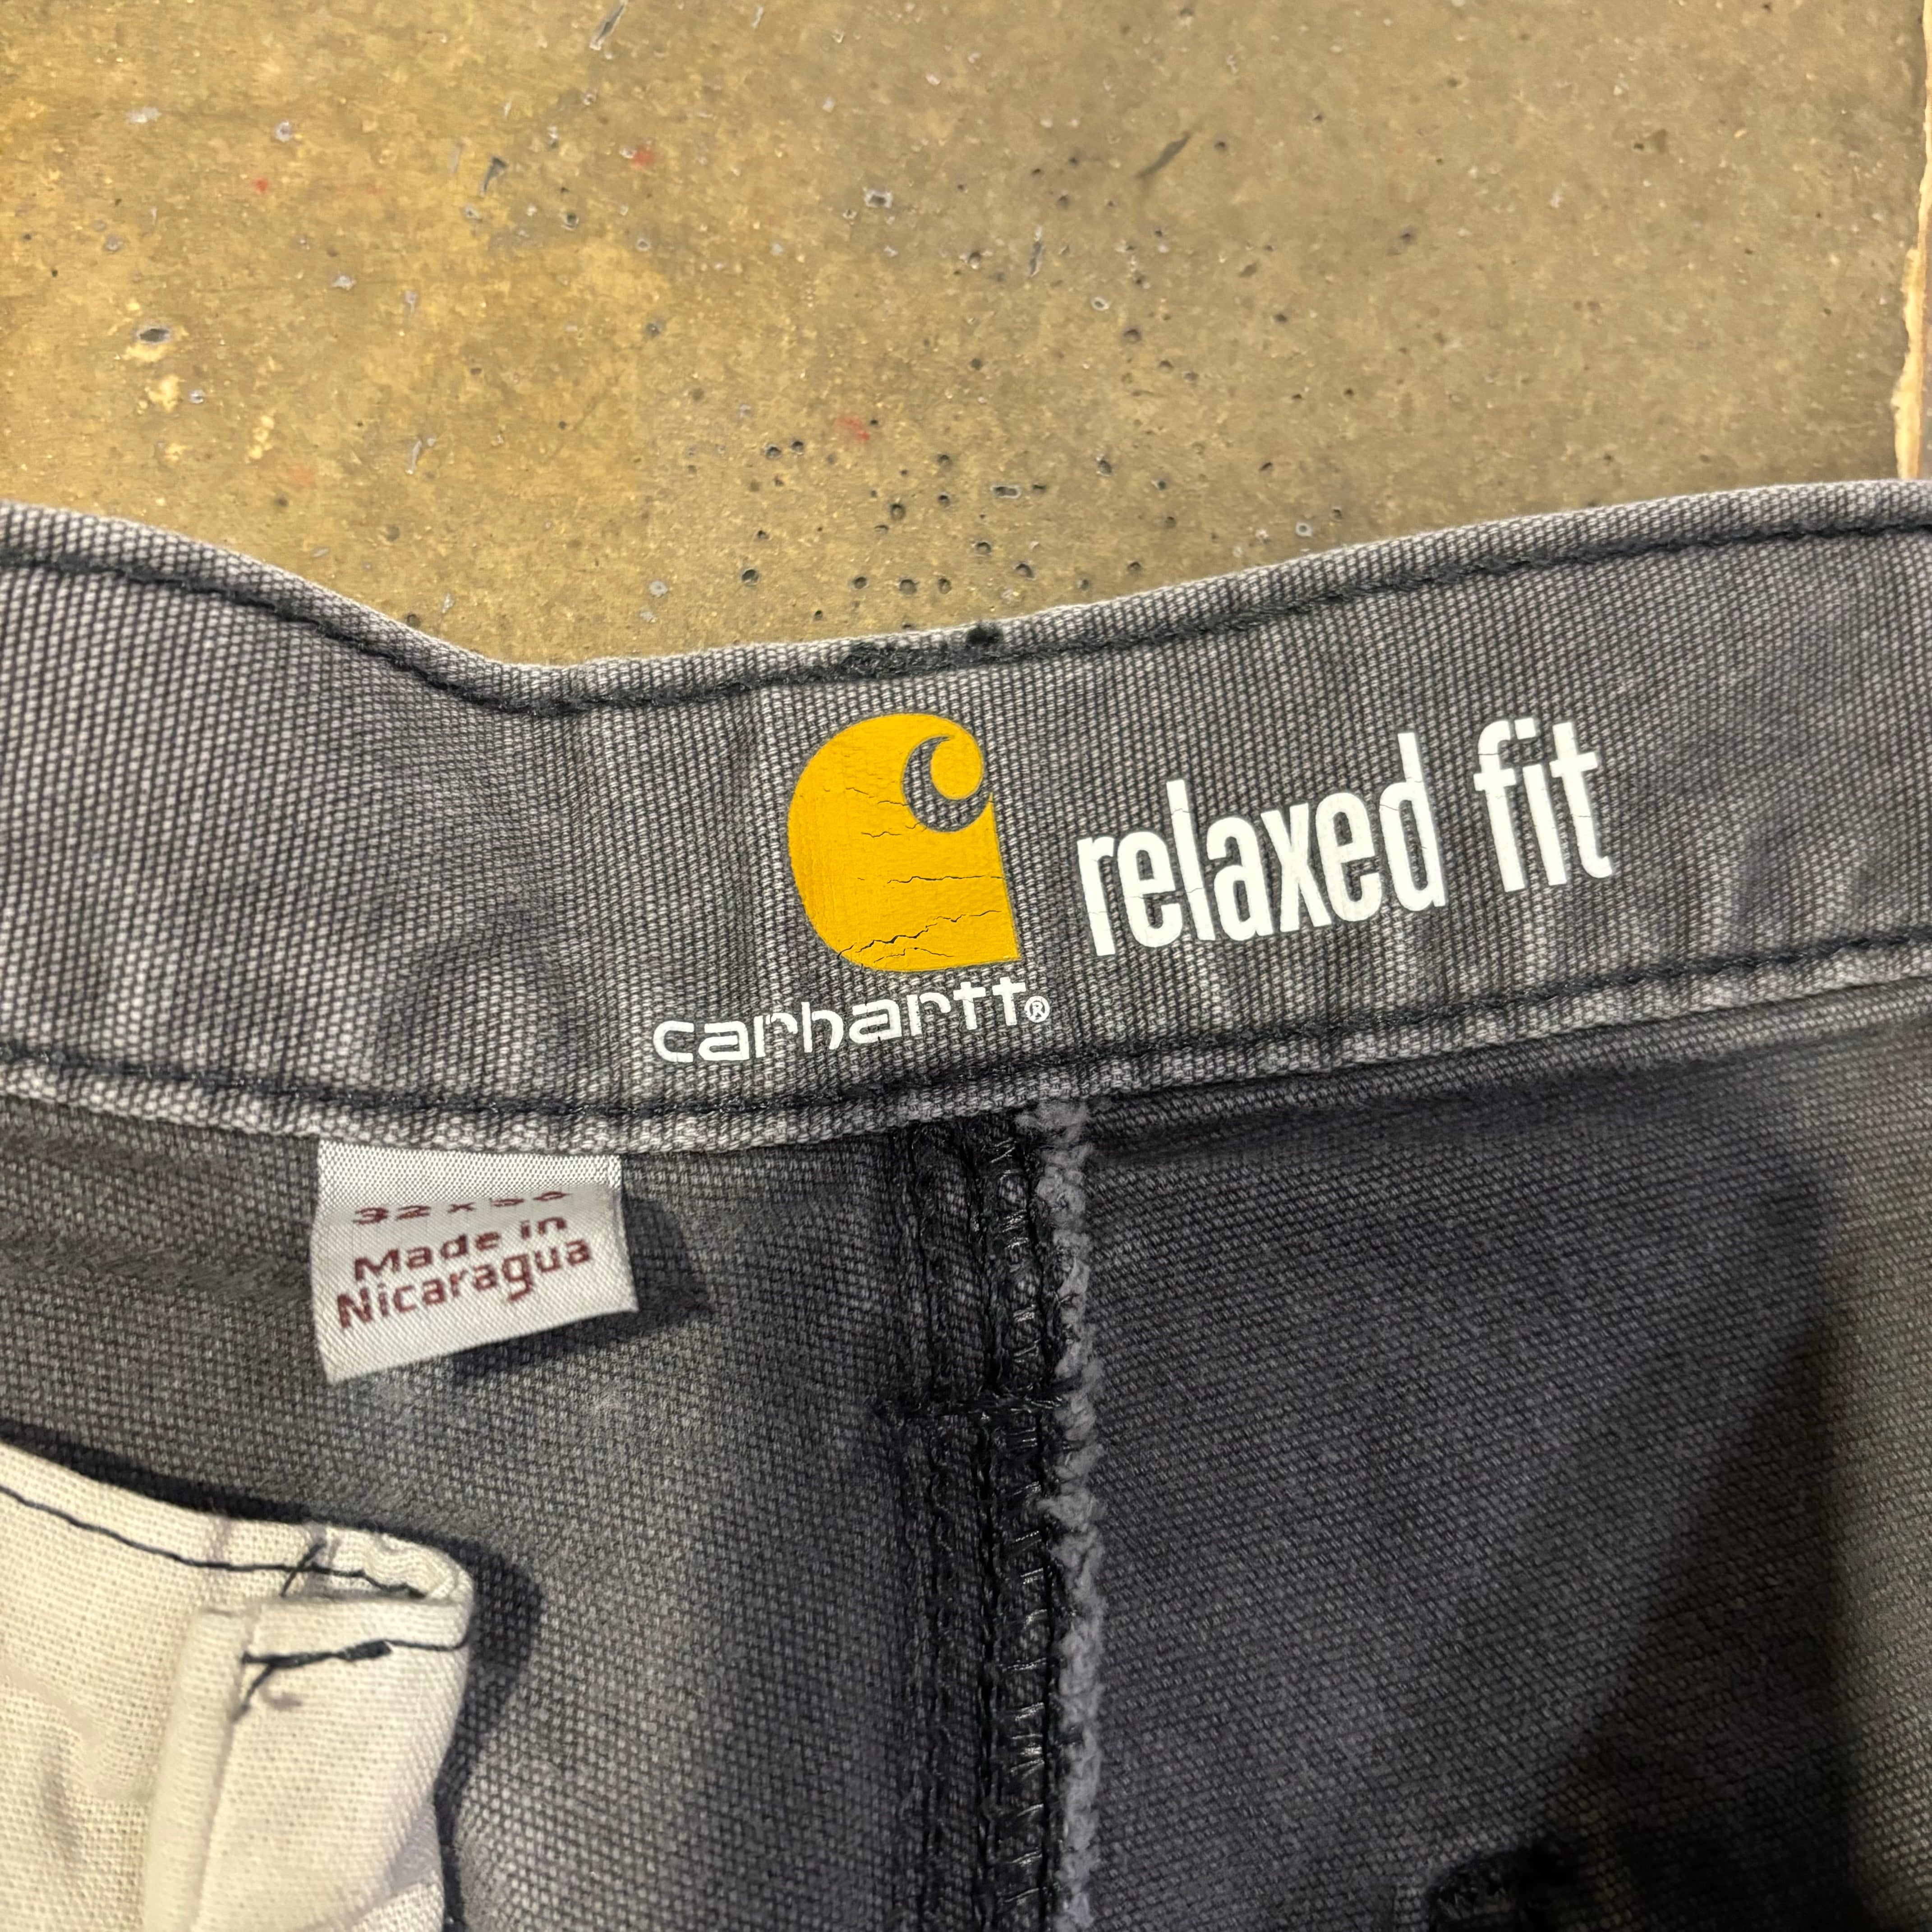 relaxed fit
carhartt®
Made in
Nicaragua